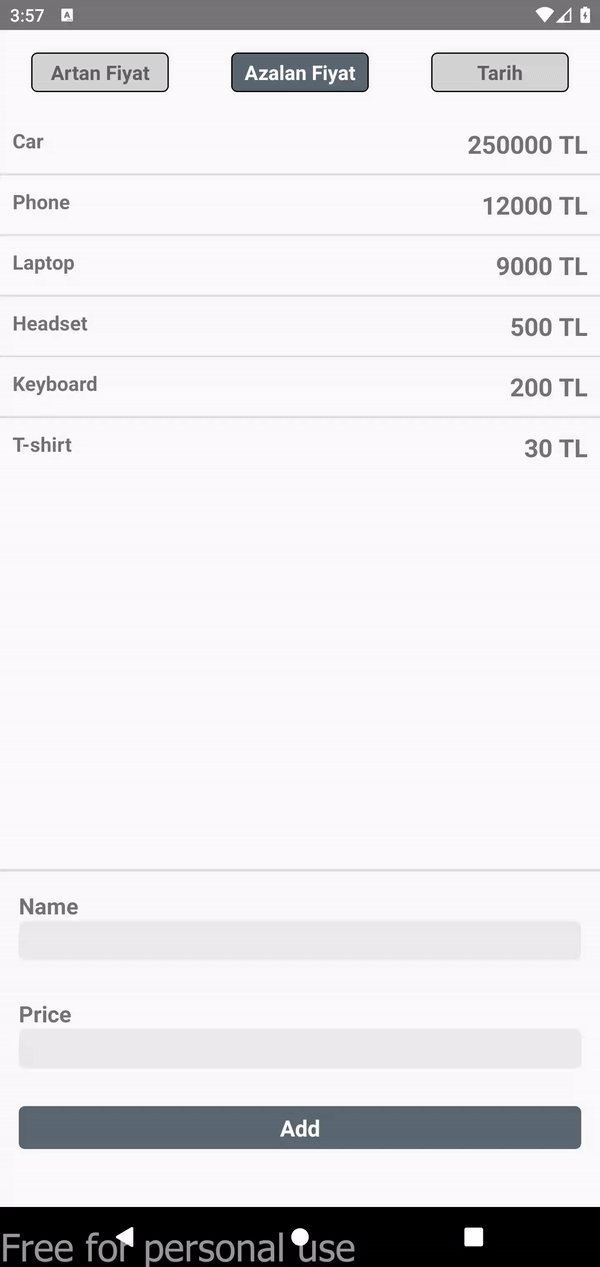 3:57
Artan Fiyat Azalan Fiyat Tarih
Car 250000 TL
Phone 12000 TL
Laptop 9000 TL
Headset 500 TL
Keyboard 200 TL
T-shirt 30 TL
Name
Price
Add
Free for personal use